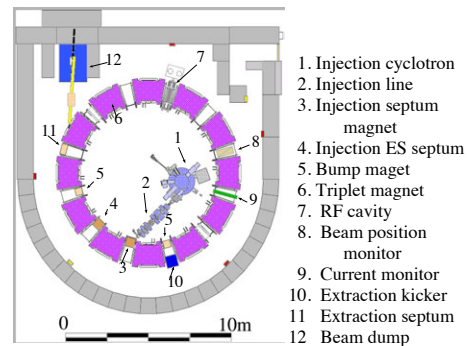 12
7
6
1
11
8
5
2
4
5
9
3
10
0
10m
1. Injection cyclotron
2. Injection line
3. Injection septum
magnet
4. Injection ES septum
5. Bump maget
6. Triplet magnet
7. RF cavity
8. Beam position
monitor
9. Current monitor
10. Extraction kicker
11 Extraction septum
12 Beam dump